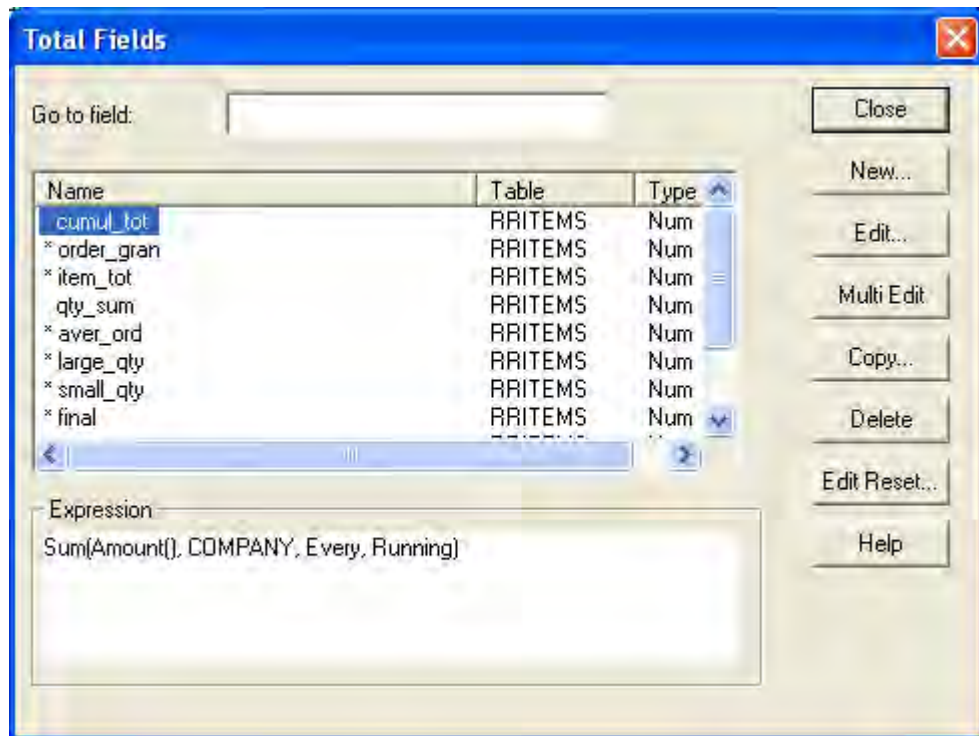 Total Fields
Go to field:
Close
New...
Edit...
Multi Edit
Copy...
Delete
Edit Reset...
Help
Name Table Type
cumul_tot RRITEMS Num
* order_gran RRITEMS Num
* item_tot RRITEMS Num
qty_sum RRITEMS Num
* aver_ord RRITEMS Num
* large_qty RRITEMS Num
* small_qty RRITEMS Num
* final RRITEMS Num
Expression
Sum(Amount(), COMPANY, Every, Running)